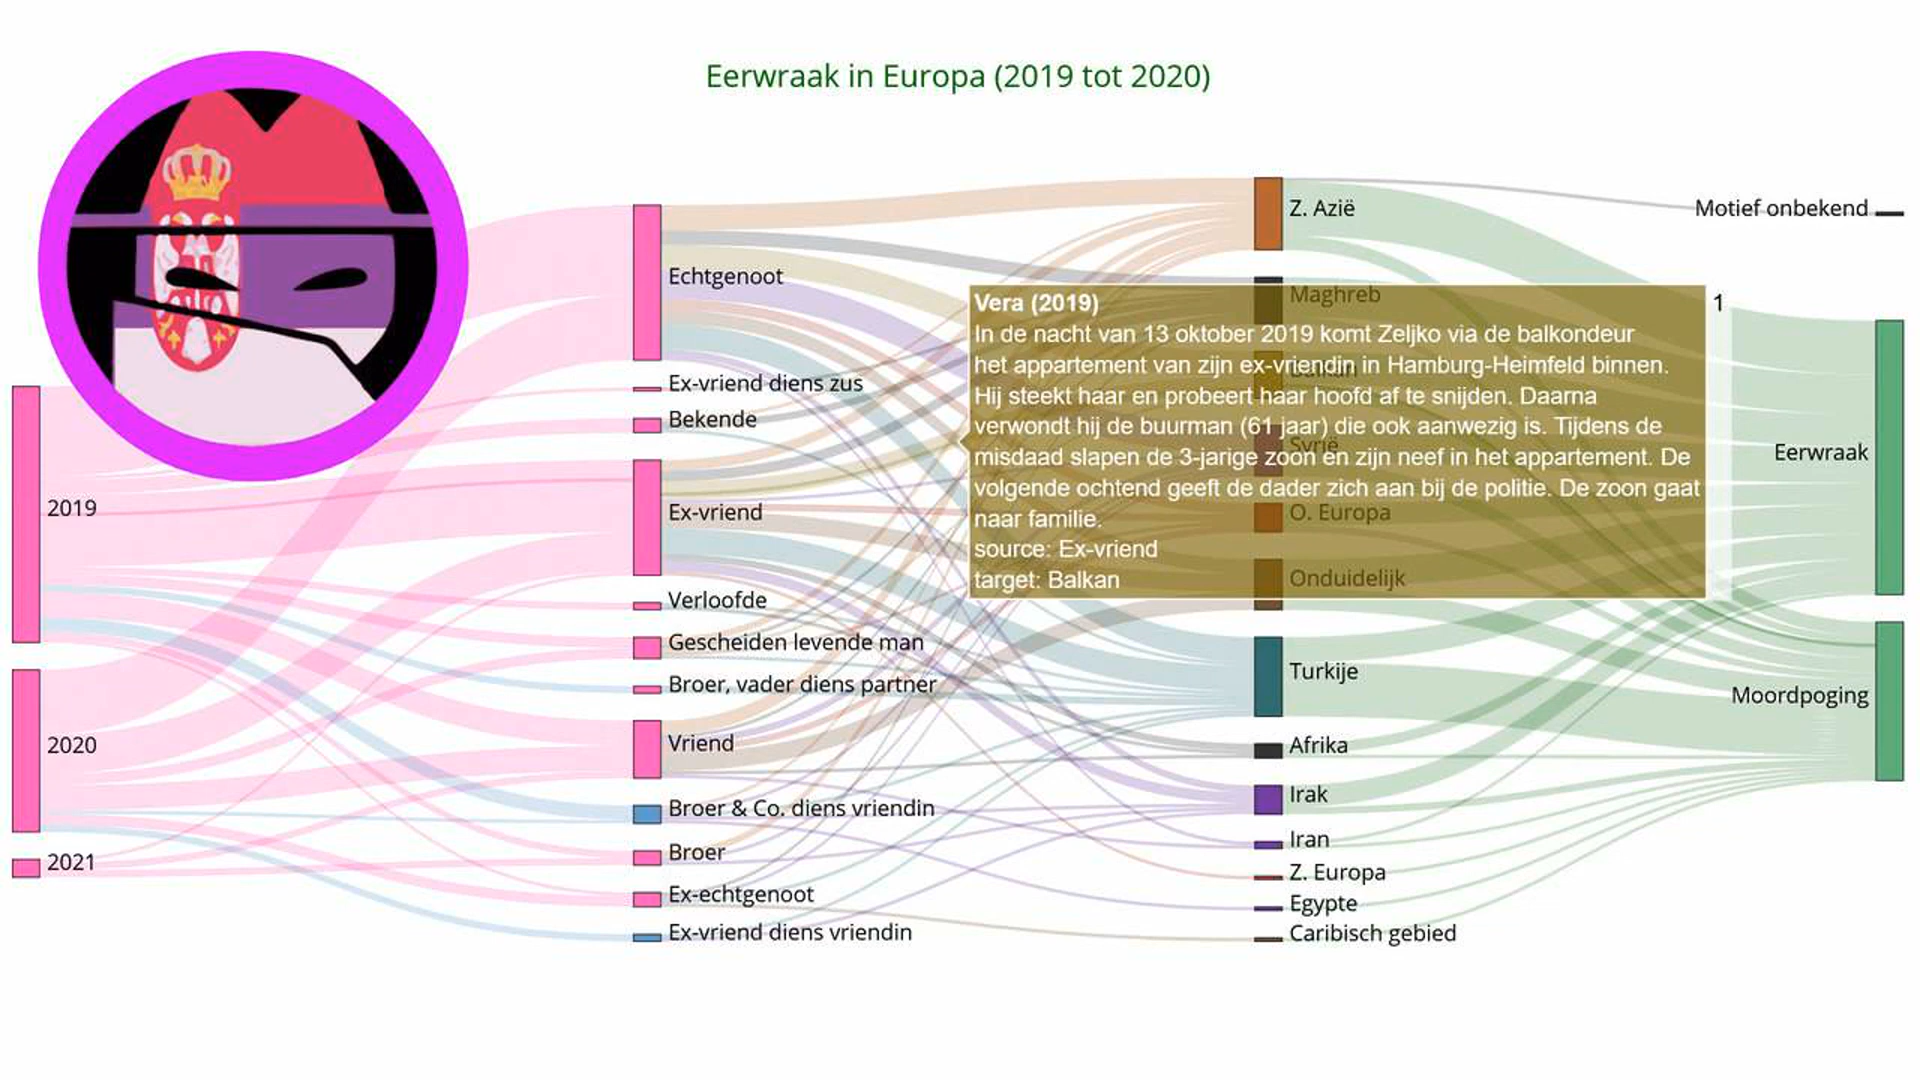 Eerwraak in Europa (2019 tot 2020)
2019
2020
2021
Echtgenoot
Ex-vriend diens zus
Bekende
Ex-vriend
Verloofde
Gescheiden levende man
Broer, vader diens partner
Vriend
Broer & Co. diens vriendin
Broer
Ex-echtgenoot
Ex-vriend diens vriendin
Z. Azië
Maghreb
Balkan
Syrië
O. Europa
Onduidelijk
Turkije
Afrika
Irak
Iran
Z. Europa
Egypte
Caribisch gebied
Vera (2019)
In de nacht van 13 oktober 2019 komt Zeljko via de balkondeur
het appartement van zijn ex-vriendin in Hamburg-Heimfeld binnen.
Hij steekt haar en probeert haar hoofd af te snijden. Daarna
verwondt hij de buurman (61 jaar) die ook aanwezig is. Tijdens de
misdaad slapen de 3-jarige zoon en zijn neef in het appartement. De
volgende ochtend geeft de dader zich aan bij de politie. De zoon gaat
naar familie.
source: Ex-vriend
target: Balkan
1
Motief onbekend
Eerwraak
Moordpoging